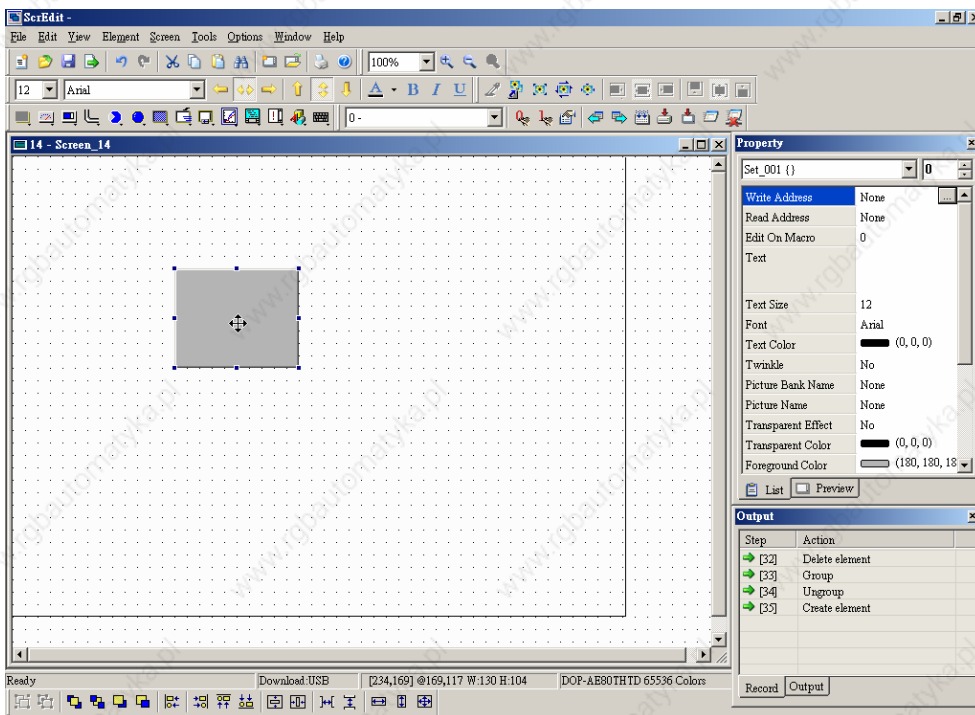 ScrEdit -
File Edit View Element Screen Tools Options Window Help
100%
12 Arial A B I U
0 -
14 - Screen_14
Property
Set_001 {} 0
Write Address None ...
Read Address None
Edit On Macro 0
Text
Text Size 12
Font Arial
Text Color (0, 0, 0)
Twinkle No
Picture Bank Name None
Picture Name None
Transparent Effect No
Transparent Color (0, 0, 0)
Foreground Color (180, 180, 18
List Preview
Output
Step Action
[32] Delete element
[33] Group
[34] Ungroup
[35] Create element
Record Output
Ready Download:USB [234,169] @169,117 W:130 H:104 DOP-AE80THTD 65536 Colors
www.rgbautomatyka.pl